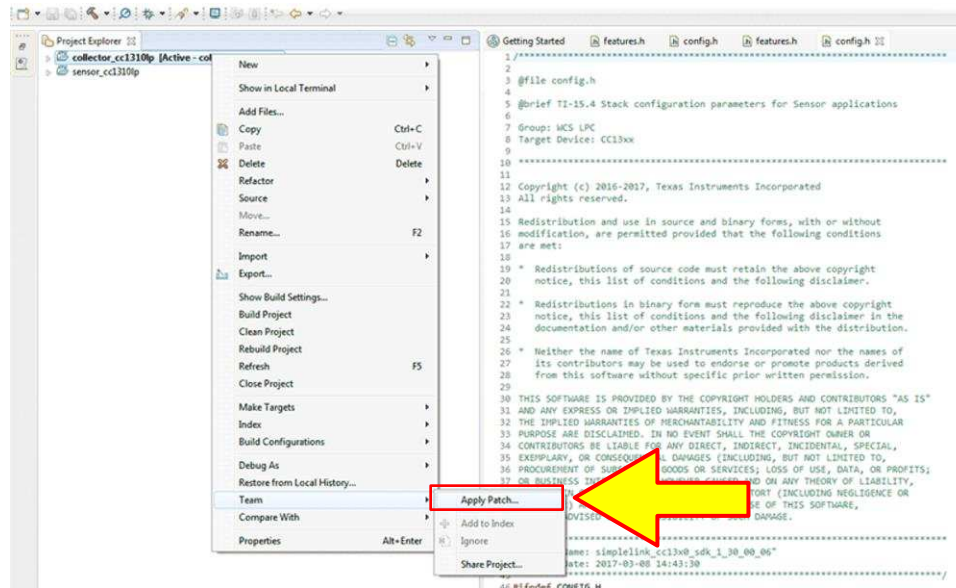 Project Explorer
collector_cc1310lp [Active - col
sensor_cc1310lp
New
Show in Local Terminal
Add Files...
Copy Ctrl+C
Paste Ctrl+V
Delete Delete
Refactor
Source
Move...
Rename... F2
Import
Export...
Show Build Settings...
Build Project
Clean Project
Rebuild Project
Refresh F5
Close Project
Make Targets
Index
Build Configurations
Debug As
Restore from Local History...
Team
Compare With
Properties Alt+Enter
Apply Patch...
Add to Index
Ignore
Share Project...
Getting Started features.h config.h features.h config.h
1 /******************************************************************************
2
3 @file config.h
4
5 @brief TI-15.4 Stack configuration parameters for Sensor applications
6
7 Group: WCS LPC
8 Target Device: CC13xx
9
10 ******************************************************************************
11
12 Copyright (c) 2016-2017, Texas Instruments Incorporated
13 All rights reserved.
14
15 Redistribution and use in source and binary forms, with or without
16 modification, are permitted provided that the following conditions
17 are met:
18
19 * Redistributions of source code must retain the above copyright
20 notice, this list of conditions and the following disclaimer.
21
22 * Redistributions in binary form must reproduce the above copyright
23 notice, this list of conditions and the following disclaimer in the
24 documentation and/or other materials provided with the distribution.
25
26 * Neither the name of Texas Instruments Incorporated nor the names of
27 its contributors may be used to endorse or promote products derived
28 from this software without specific prior written permission.
29
30 THIS SOFTWARE IS PROVIDED BY THE COPYRIGHT HOLDERS AND CONTRIBUTORS "AS IS"
31 AND ANY EXPRESS OR IMPLIED WARRANTIES, INCLUDING, BUT NOT LIMITED TO,
32 THE IMPLIED WARRANTIES OF MERCHANTABILITY AND FITNESS FOR A PARTICULAR
33 PURPOSE ARE DISCLAIMED. IN NO EVENT SHALL THE COPYRIGHT OWNER OR
34 CONTRIBUTORS BE LIABLE FOR ANY DIRECT, INDIRECT, INCIDENTAL, SPECIAL,
35 EXEMPLARY, OR CONSEQUENTIAL DAMAGES (INCLUDING, BUT NOT LIMITED TO,
36 PROCUREMENT OF SUBS GOODS OR SERVICES; LOSS OF USE, DATA, OR PROFITS;
37 OR BUSINESS INT HOWEVER CAUSED AND ON ANY THEORY OF LIABILITY,
IN TORT (INCLUDING NEGLIGENCE OR
) A SE OF THIS SOFTWARE,
DVISED SUCH DAMAGE.
ame: simplelink_cc13x0_sdk_1_30_00_06"
ate: 2017-03-08 14:43:30
45 ******************************************************************************/
46 #ifndef CONFIG_H